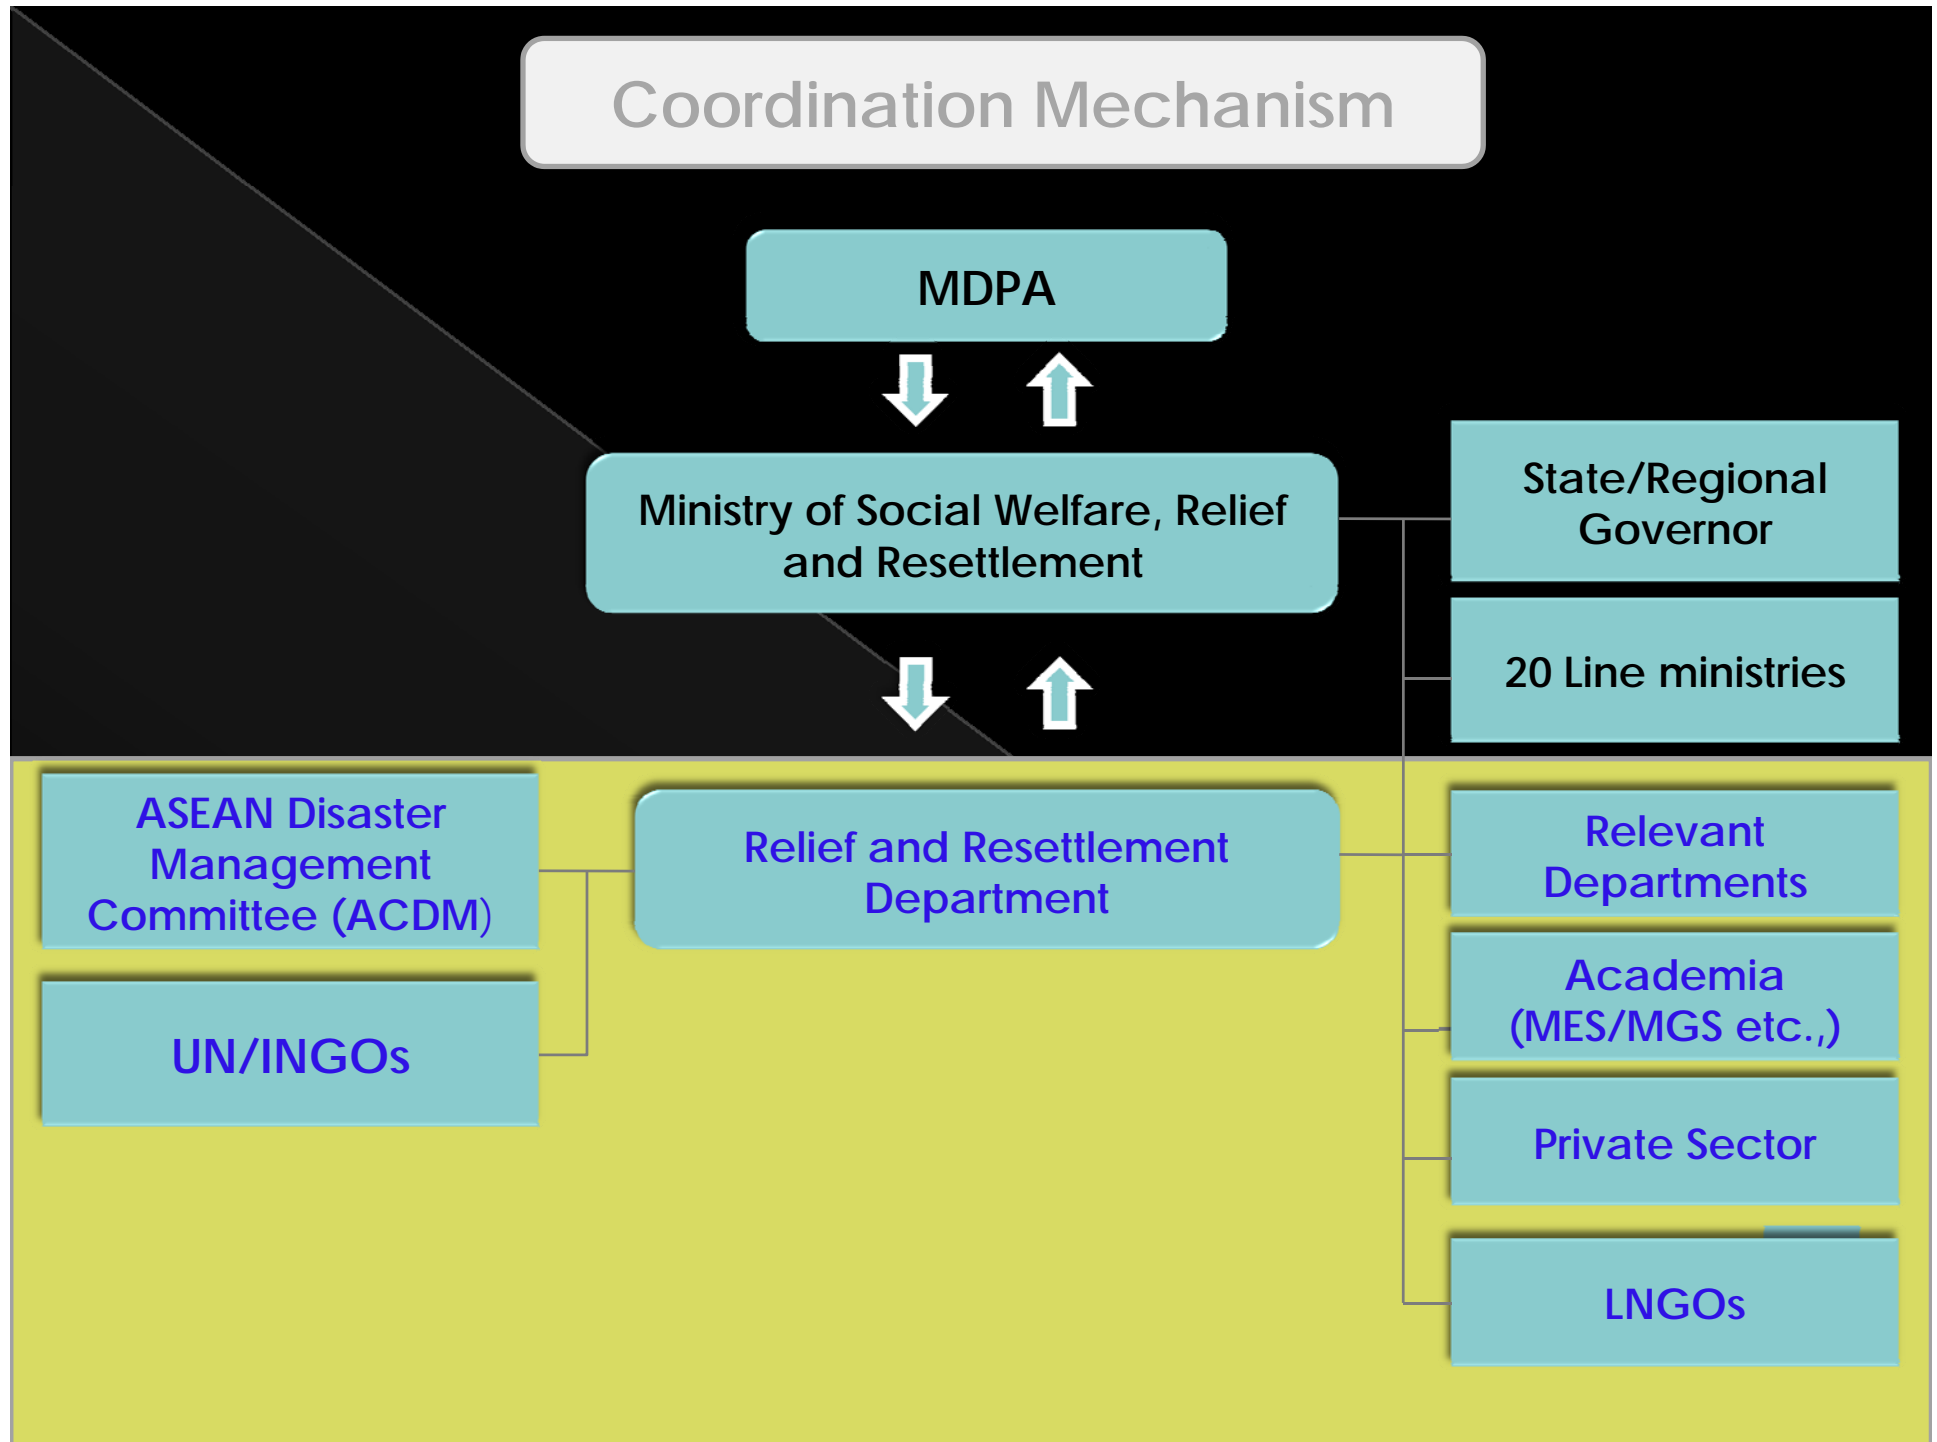 Coordination Mechanism
MDPA
Ministry of Social Welfare, Relief
and Resettlement
State/Regional
Governor
20 Line ministries
ASEAN Disaster
Management
Committee (ACDM)
Relief and Resettlement
Department
Relevant
Departments
UN/INGOs
Academia
(MES/MGS etc.,)
Private Sector
LNGOs